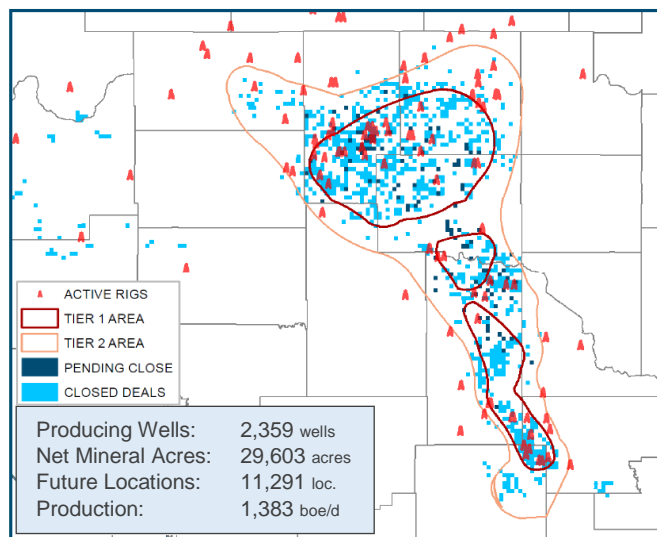 ACTIVE RIGS
TIER 1 AREA
TIER 2 AREA
PENDING CLOSE
CLOSED DEALS
Producing Wells: 2,359 wells
Net Mineral Acres: 29,603 acres
Future Locations: 11,291 loc.
Production: 1,383 boe/d